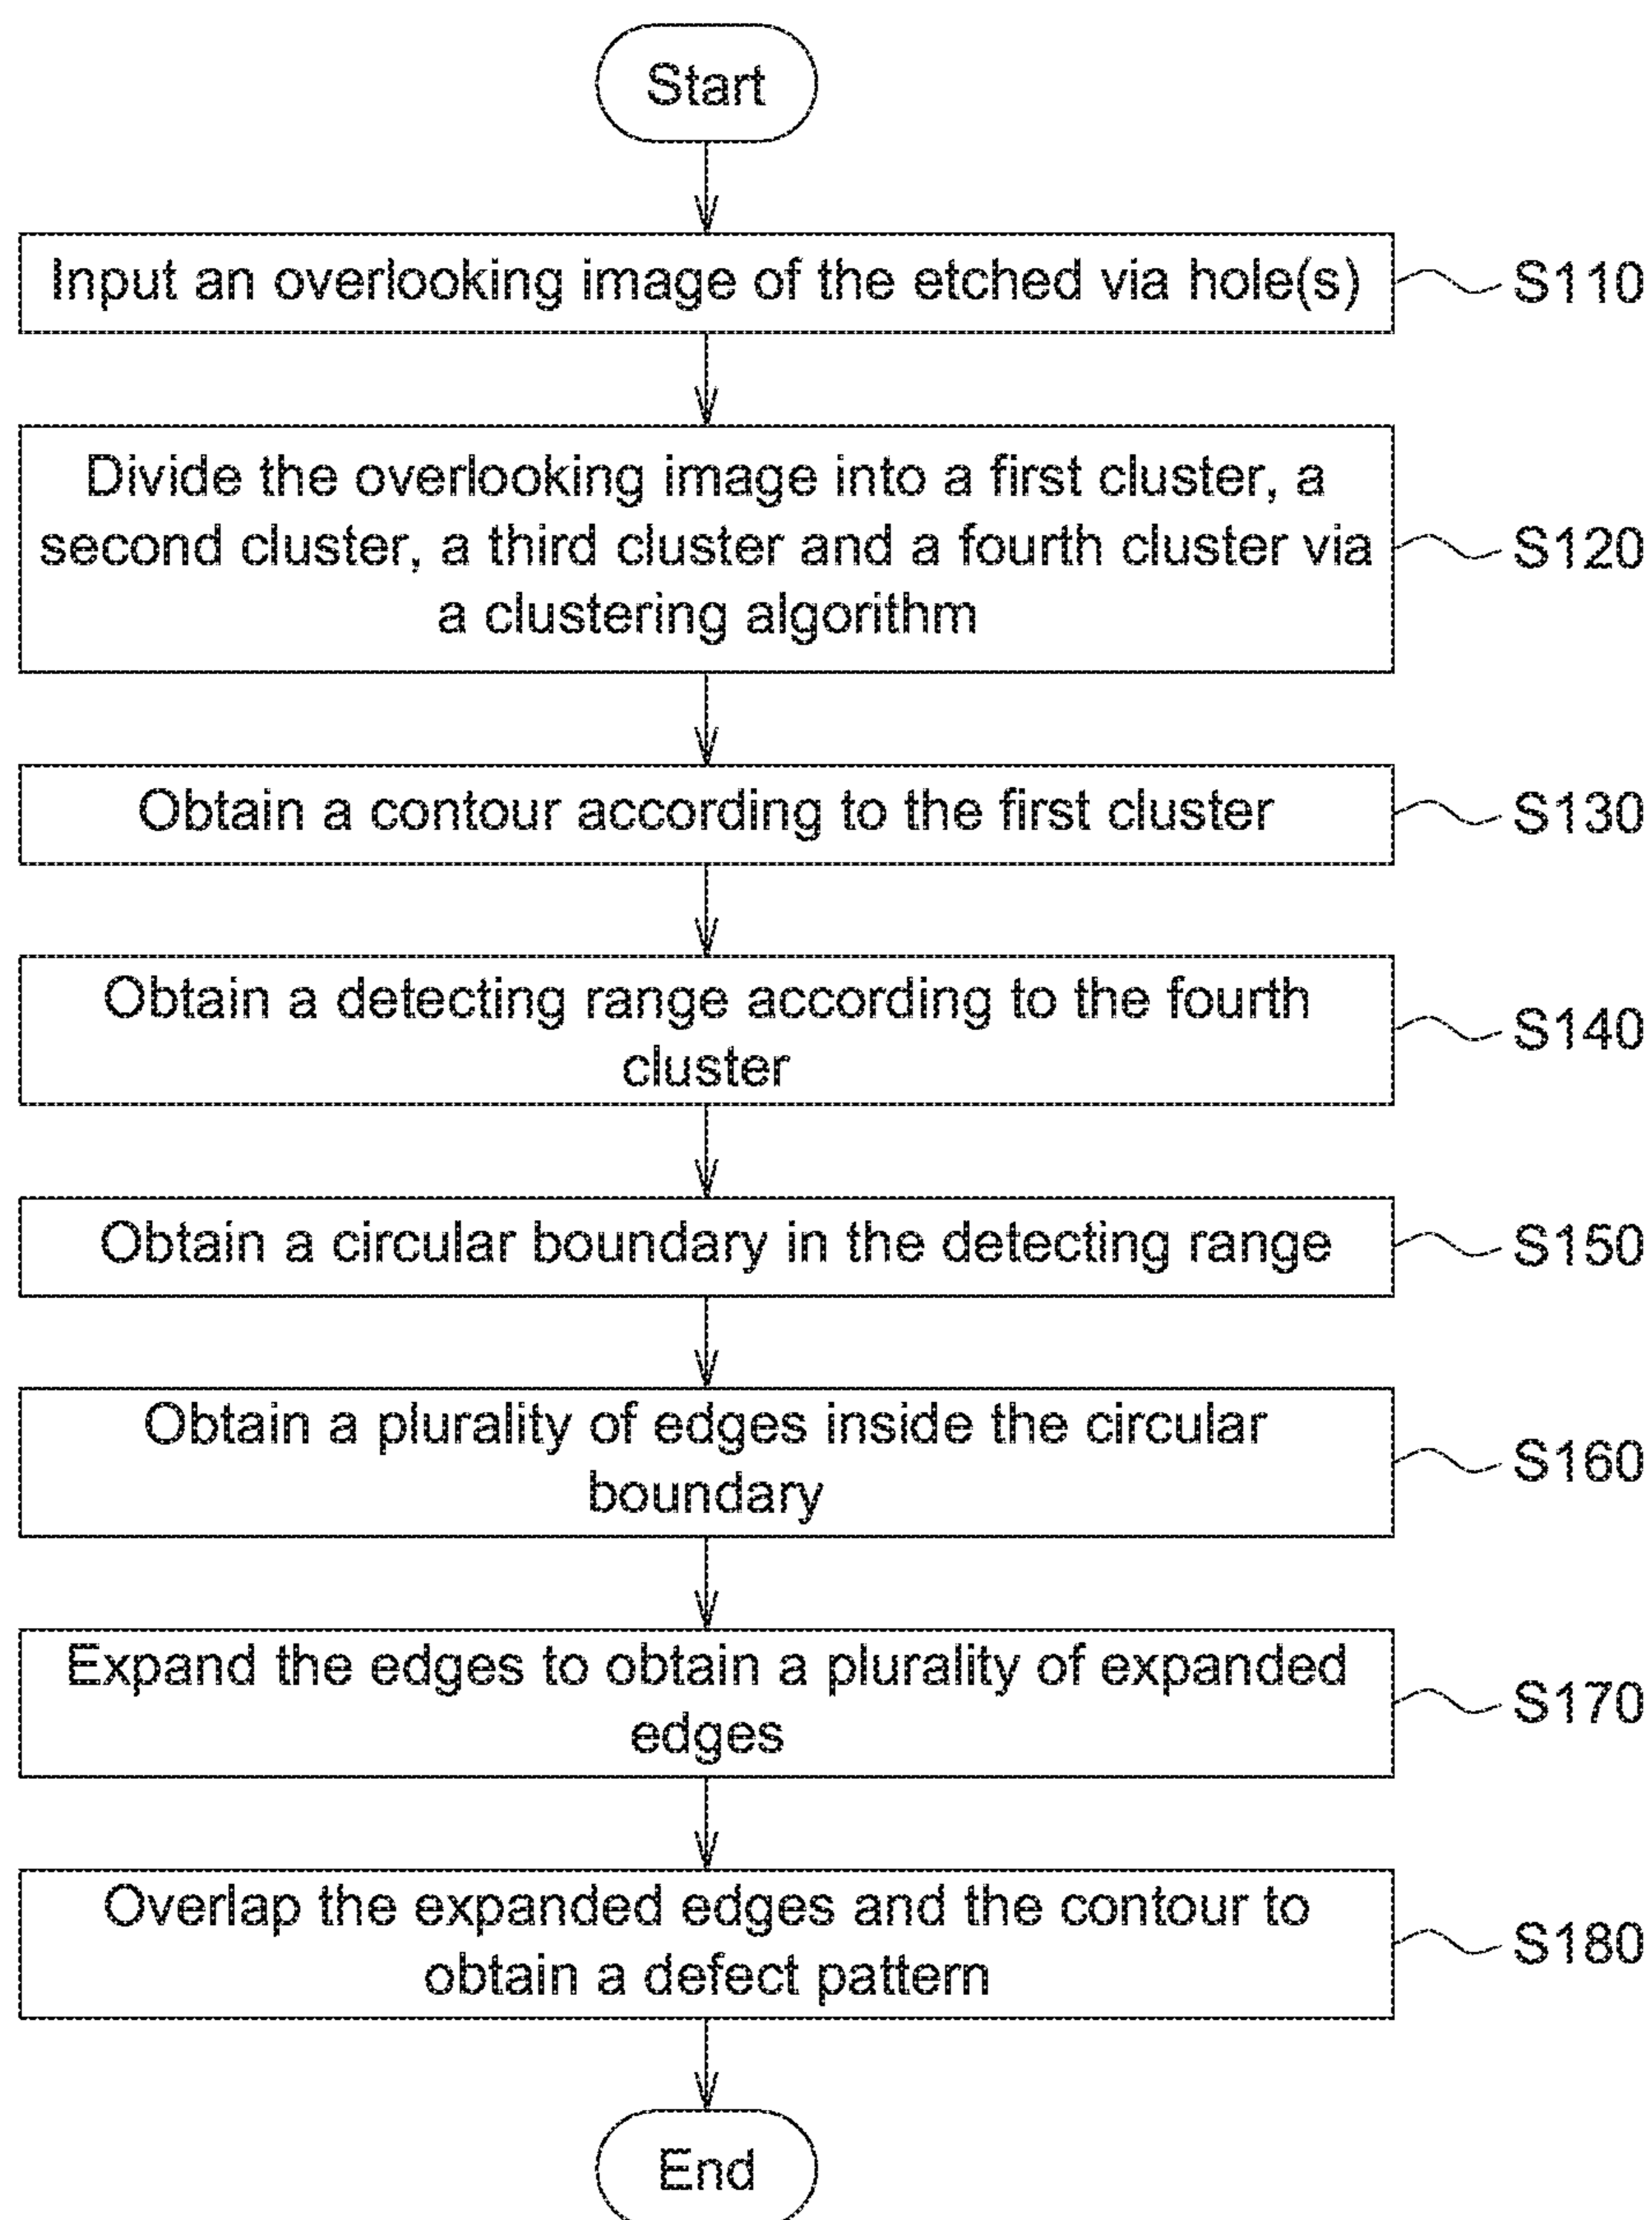 Start
Input an overlooking image of the etched via hole(s)
S110
Divide the overlooking image into a first cluster, a
second cluster, a third cluster and a fourth cluster via
a clustering algorithm
S120
Obtain a contour according to the first cluster
S130
Obtain a detecting range according to the fourth
cluster
S140
Obtain a circular boundary in the detecting range
S150
Obtain a plurality of edges inside the circular
boundary
S160
Expand the edges to obtain a plurality of expanded
edges
S170
Overlap the expanded edges and the contour to
obtain a defect pattern
S180
End